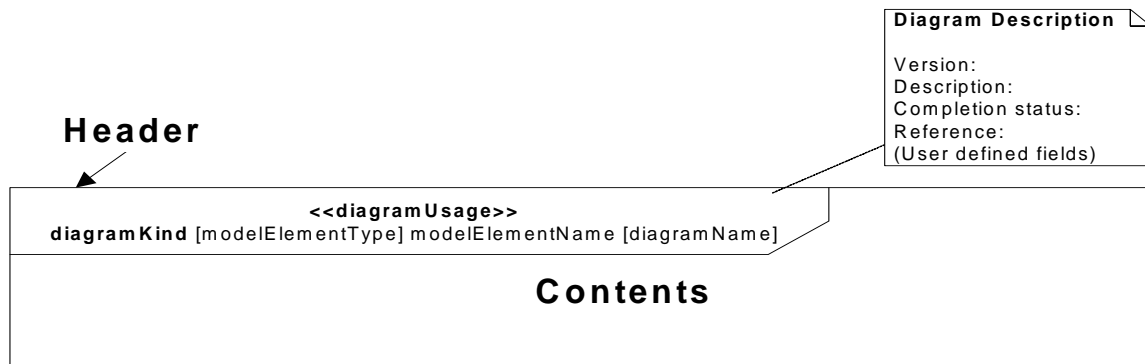 Diagram Description
Version:
Description:
Completion status:
Reference:
(User defined fields)
Header
<<diagramUsage>>
diagramKind [modelElementType] modelElementName [diagramName]
Contents